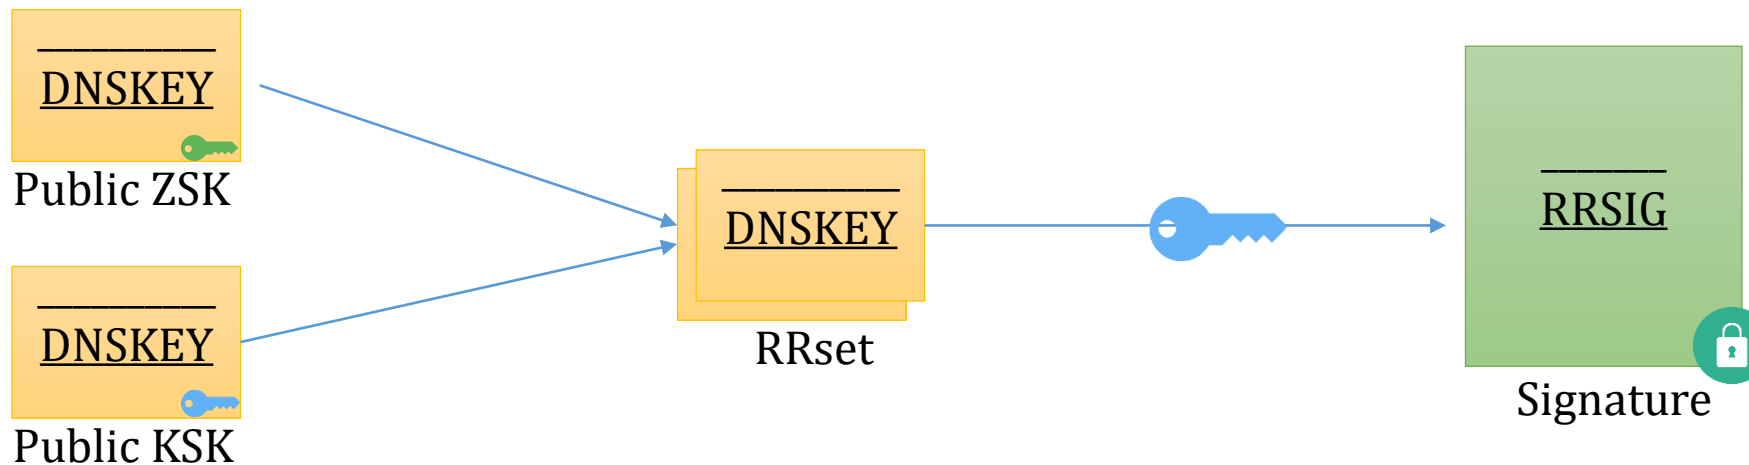 DNSKEY
Public ZSK
DNSKEY
Public KSK
DNSKEY
RRset
RRSIG
Signature